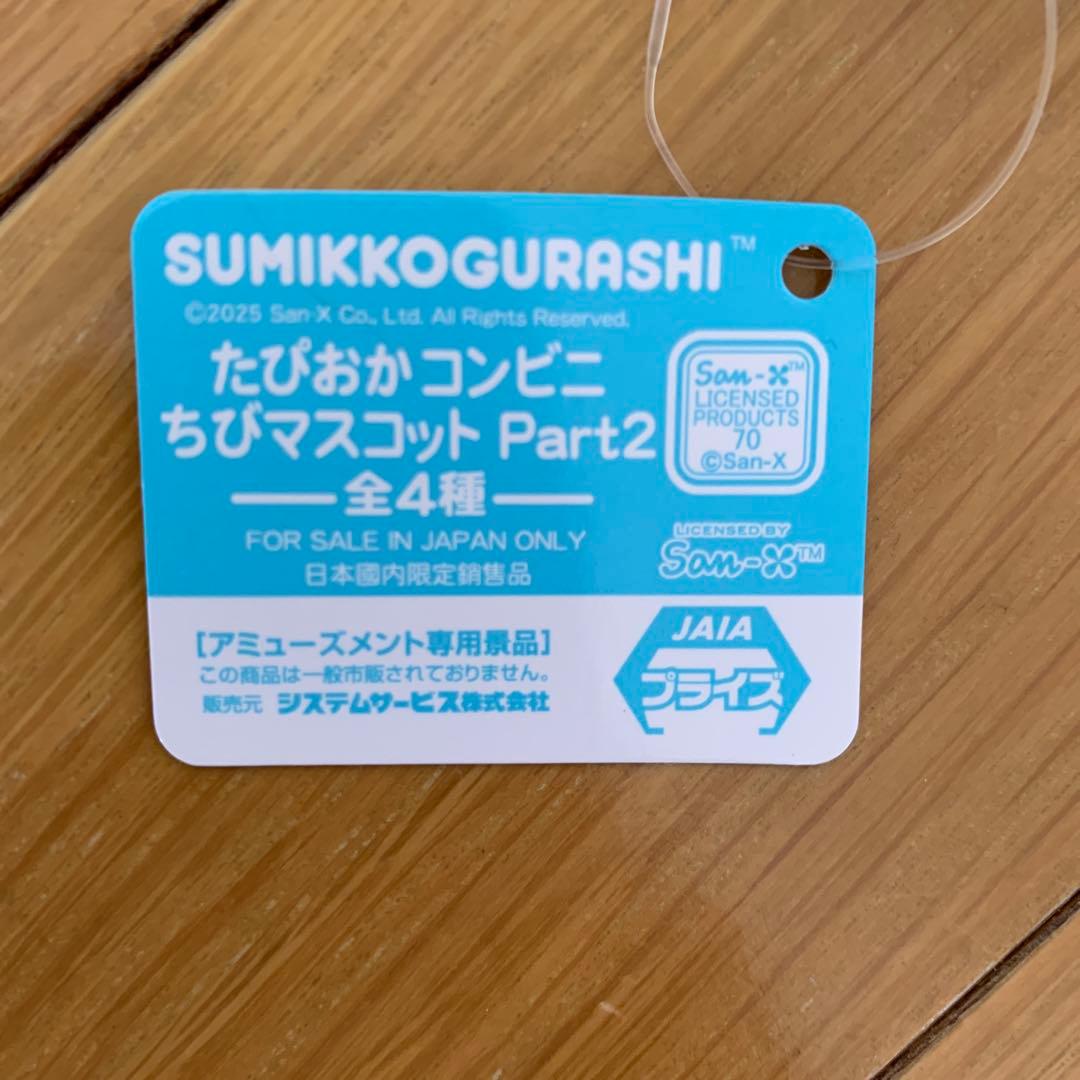 SUMIKKOGURASHI™
©2025 San-X Co., Ltd. All Rights Reserved.
たぴおかコンビニ
ちびマスコット Part2
全4種
FOR SALE IN JAPAN ONLY
日本國内限定銷售品
San-X™
LICENSED
PRODUCTS
70
©San-X
LICENSED BY
San-X™
[アミューズメント専用景品]
この商品は一般市販されておりません。
販売元 システムサービス株式会社
JAIA
プライズ